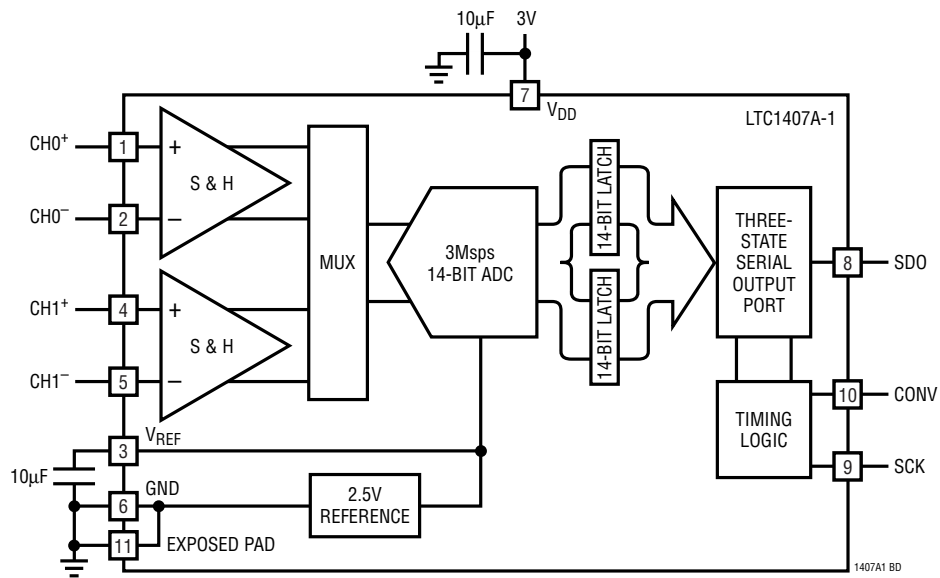 10µF 3V
7
VDD
LTC1407A-1
CH0+
1
+
S & H
CH0–
2
–
CH1+
4
+
S & H
CH1–
5
–
MUX
3Msps
14-BIT ADC
14-BIT LATCH
14-BIT LATCH
THREE-
STATE
SERIAL
OUTPUT
PORT
8
SDO
10
CONV
TIMING
LOGIC
9
SCK
3
VREF
10µF
6
GND
2.5V
REFERENCE
11
EXPOSED PAD
1407A1 BD